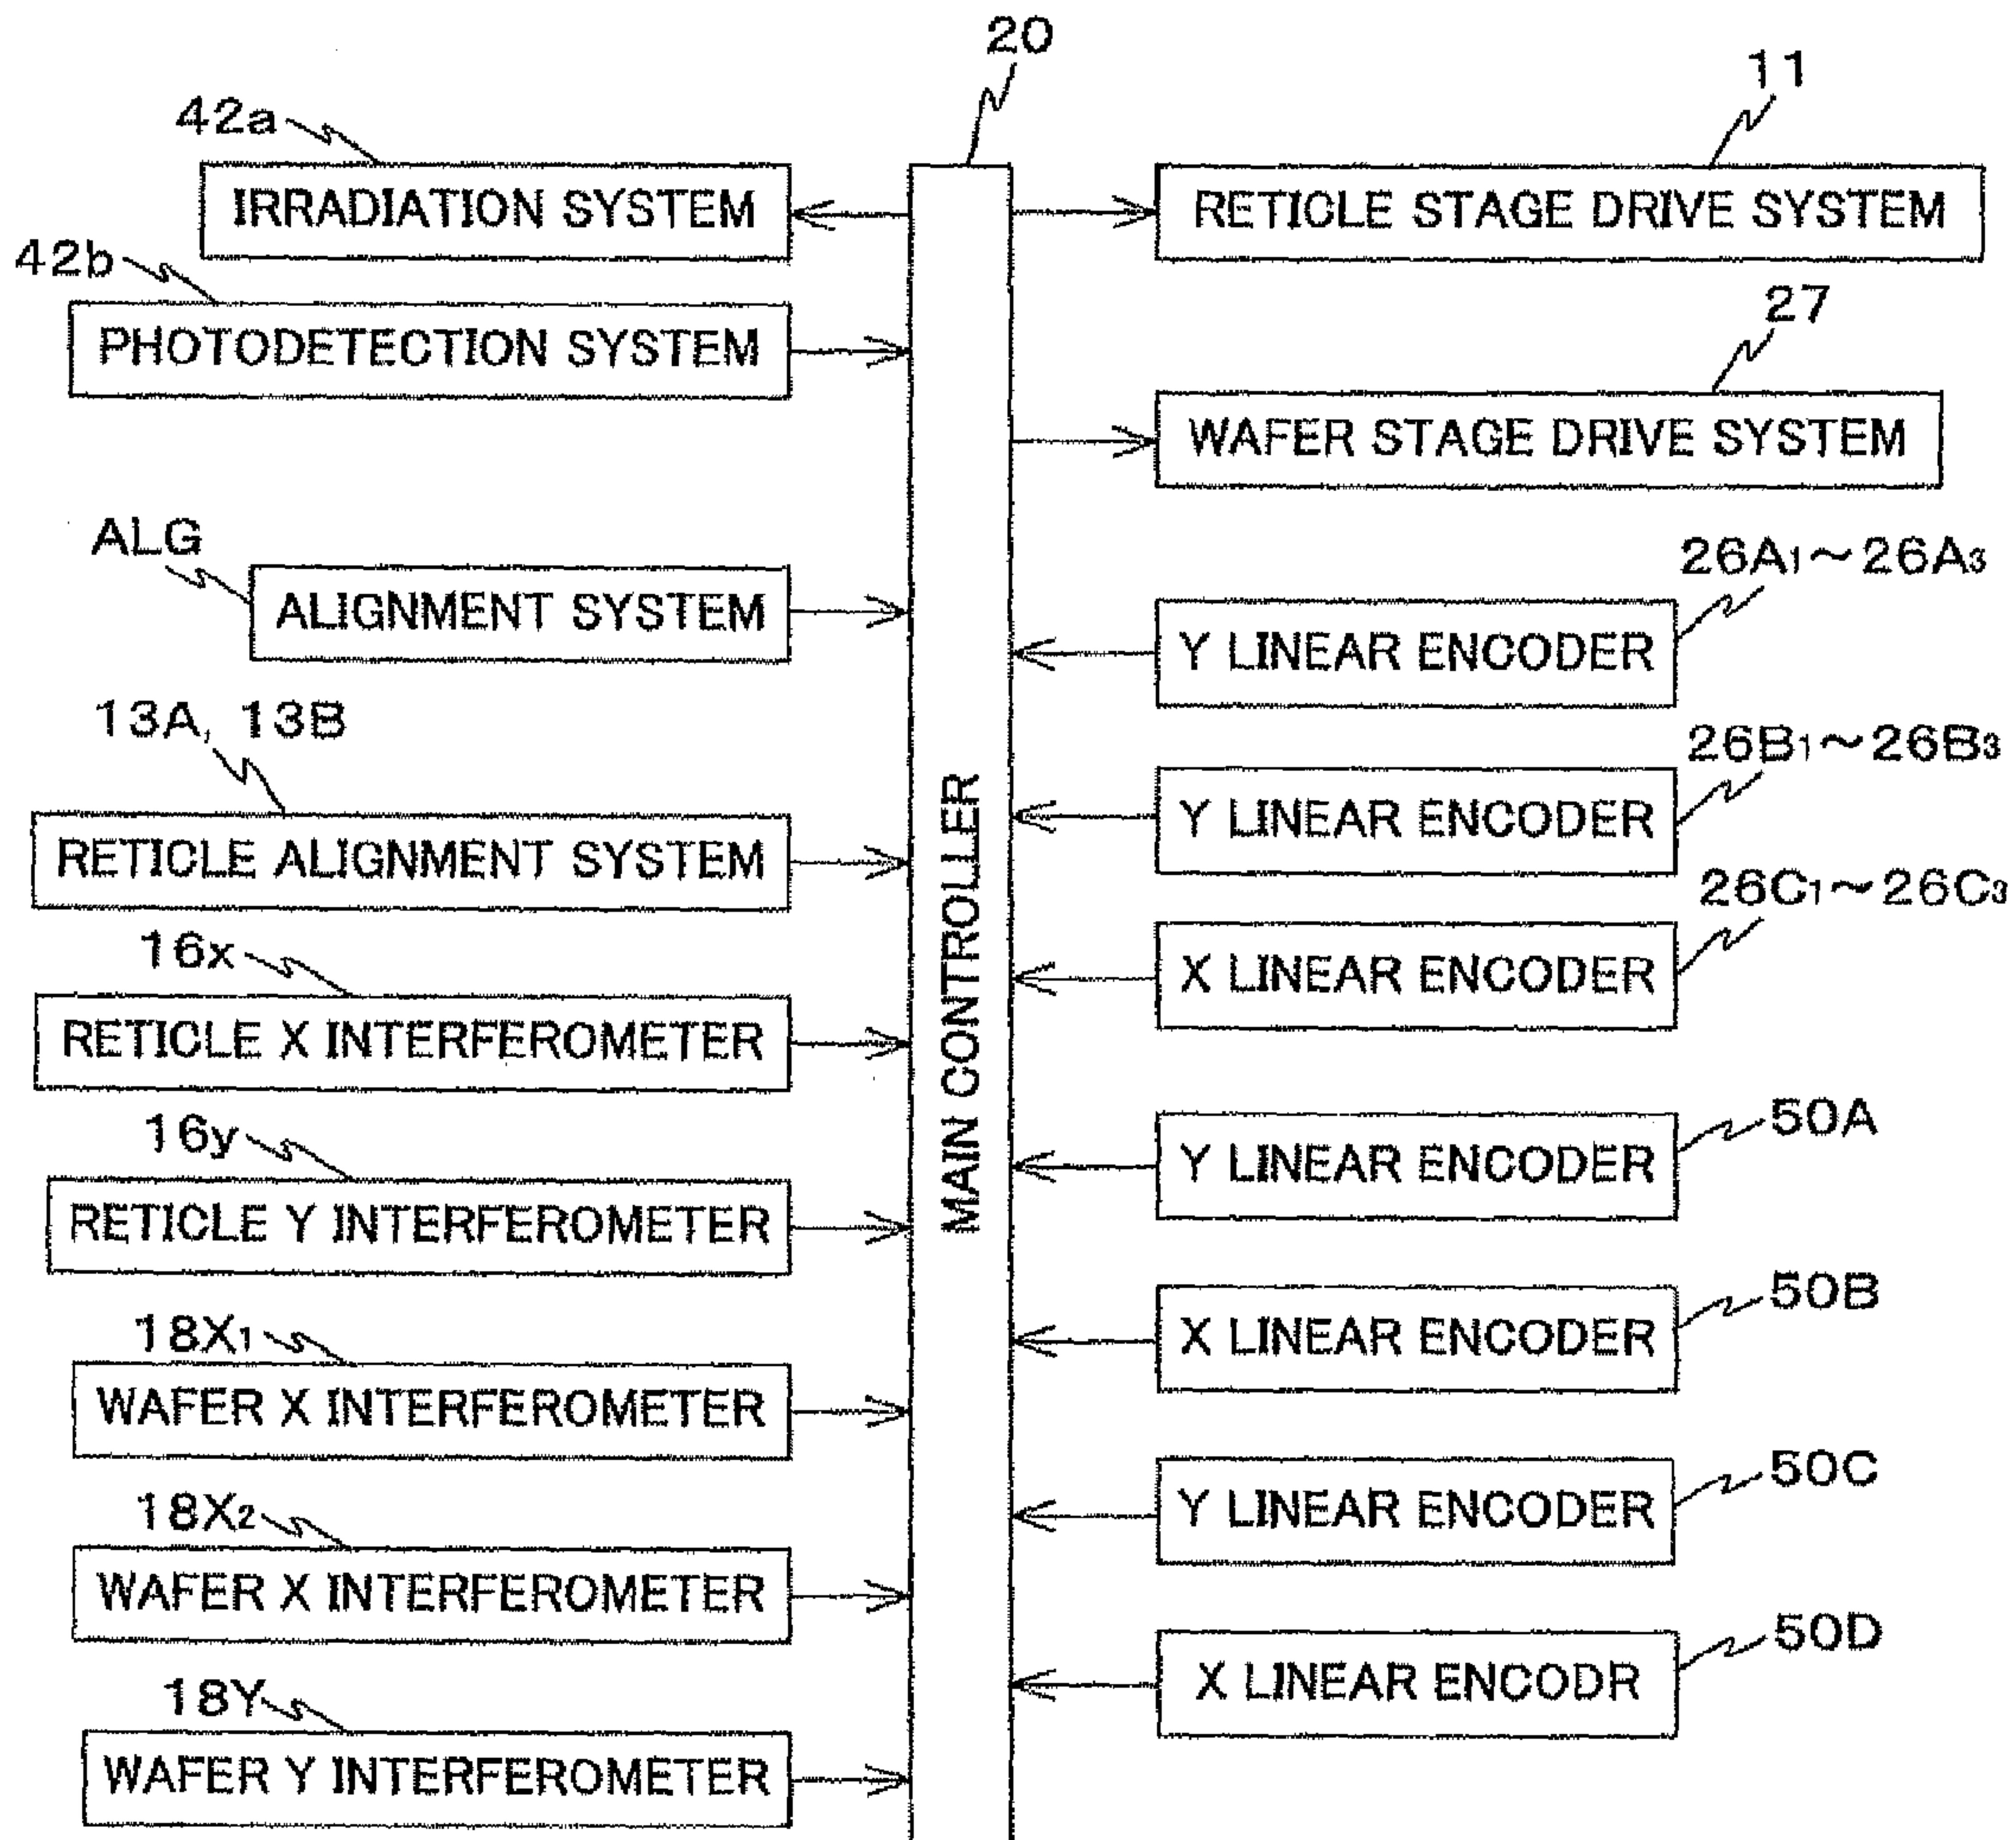 20
42a
IRRADIATION SYSTEM
42b
PHOTODETECTION SYSTEM
ALG
ALIGNMENT SYSTEM
13A, 13B
RETICLE ALIGNMENT SYSTEM
16x
RETICLE X INTERFEROMETER
16y
RETICLE Y INTERFEROMETER
18X1
WAFER X INTERFEROMETER
18X2
WAFER X INTERFEROMETER
18Y
WAFER Y INTERFEROMETER
MAIN CONTROLLER
11
RETICLE STAGE DRIVE SYSTEM
27
WAFER STAGE DRIVE SYSTEM
26A1~26A3
Y LINEAR ENCODER
26B1~26B3
Y LINEAR ENCODER
26C1~26C3
X LINEAR ENCODER
50A
Y LINEAR ENCODER
50B
X LINEAR ENCODER
50C
Y LINEAR ENCODER
50D
X LINEAR ENCODR